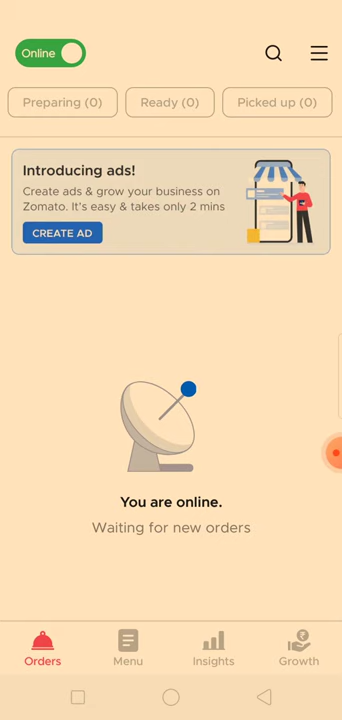 Online
Preparing (0)
Ready (0)
Picked up (0)
Introducing ads!
Create ads & grow your business on
Zomato. It's easy & takes only 2 mins
CREATE AD
You are online.
Waiting for new orders
Orders
Menu
Insights
Growth